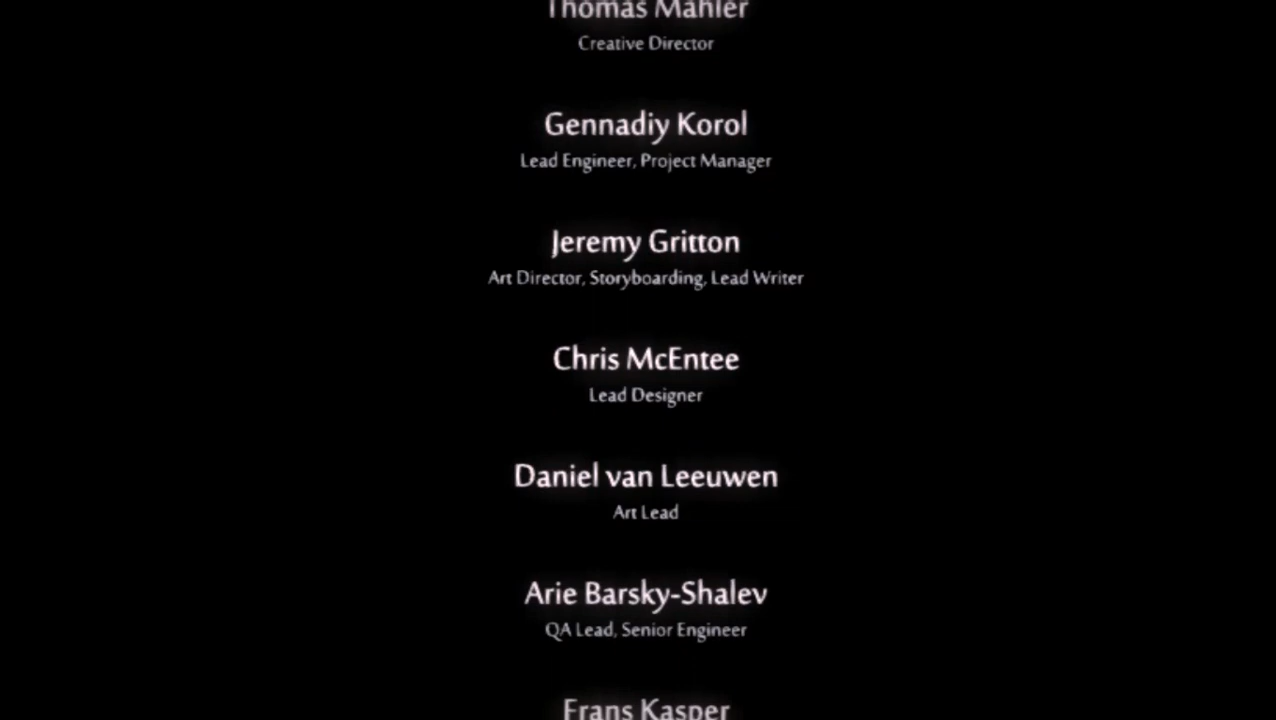 Thomas Mahler
Creative Director
Gennadiy Korol
Lead Engineer, Project Manager
Jeremy Gritton
Art Director, Storyboarding, Lead Writer
Chris McEntee
Lead Designer
Daniel van Leeuwen
Art Lead
Arie Barsky-Shalev
QA Lead, Senior Engineer
Frans Kasper